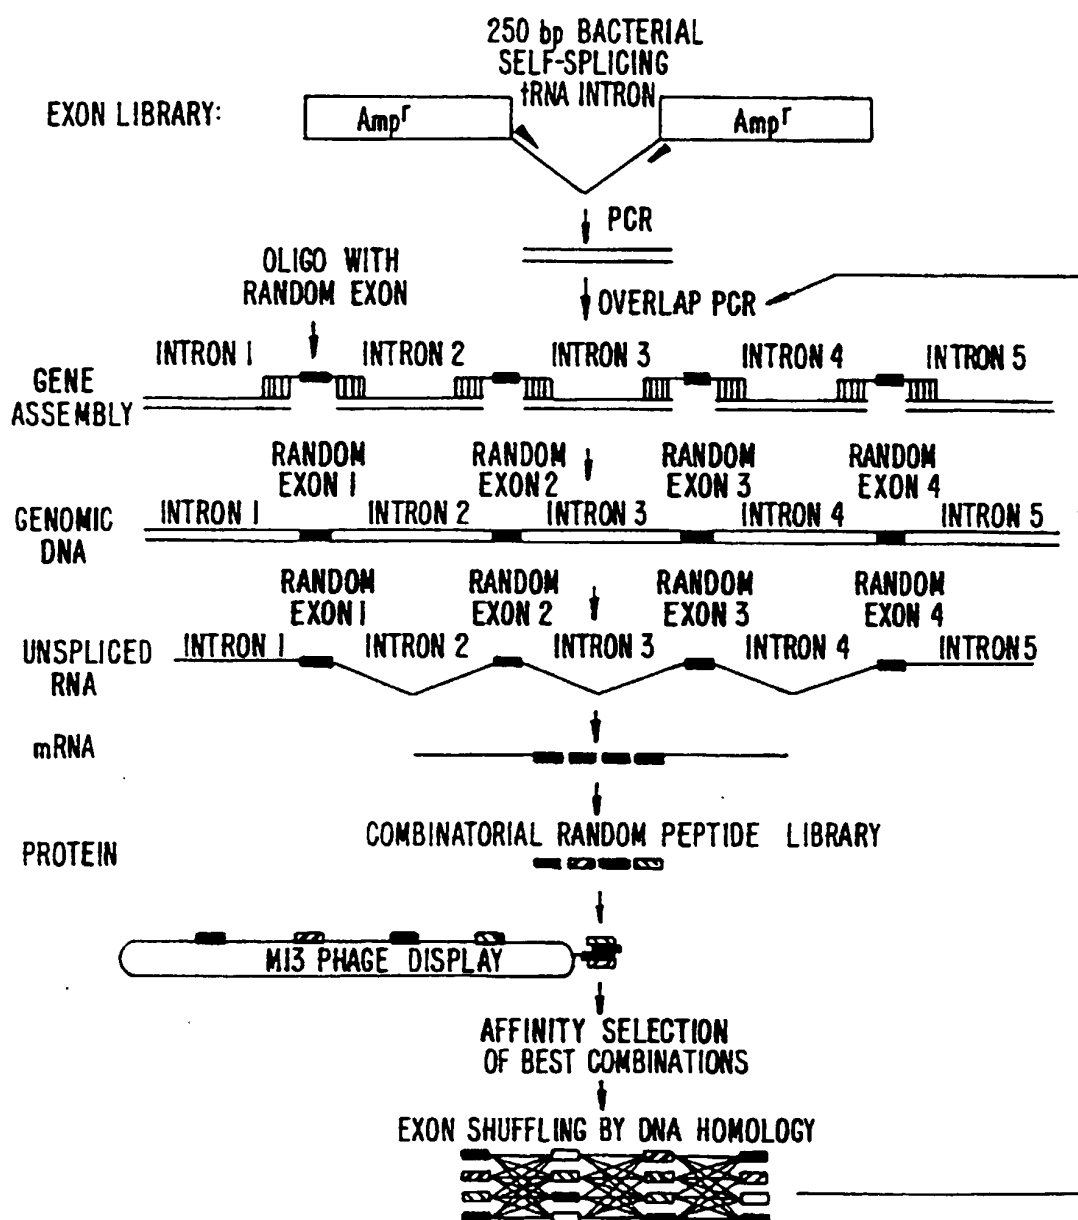 250 bp BACTERIAL
SELF-SPLICING
tRNA INTRON
EXON LIBRARY:
Ampʳ
Ampʳ
PCR
OLIGO WITH
RANDOM EXON
OVERLAP PCR
INTRON 1 INTRON 2 INTRON 3 INTRON 4 INTRON 5
GENE
ASSEMBLY
RANDOM RANDOM RANDOM RANDOM
EXON 1 EXON 2 EXON 3 EXON 4
INTRON 1 INTRON 2 INTRON 3 INTRON 4 INTRON 5
GENOMIC
DNA
RANDOM RANDOM RANDOM RANDOM
EXON 1 EXON 2 EXON 3 EXON 4
INTRON 1 INTRON 2 INTRON 3 INTRON 4 INTRON 5
UNSPLICED
RNA
mRNA
COMBINATORIAL RANDOM PEPTIDE LIBRARY
PROTEIN
M13 PHAGE DISPLAY
AFFINITY SELECTION
OF BEST COMBINATIONS
EXON SHUFFLING BY DNA HOMOLOGY